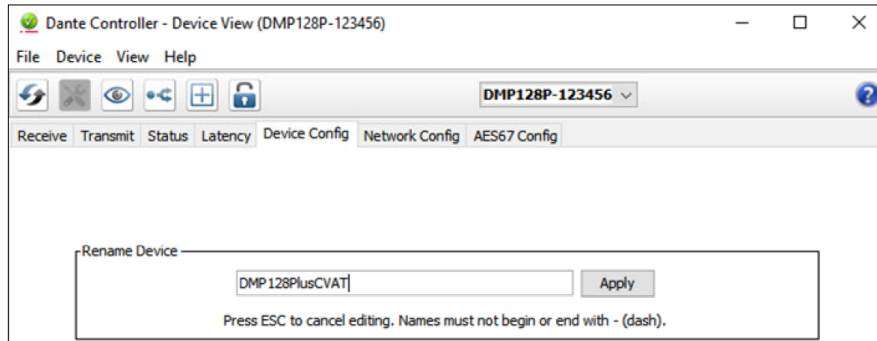 Dante Controller - Device View (DMP128P-123456)
File Device View Help
DMP128P-123456
Receive Transmit Status Latency Device Config Network Config AES67 Config
Rename Device
DMP128PlusCVAT
Apply
Press ESC to cancel editing. Names must not begin or end with - (dash).